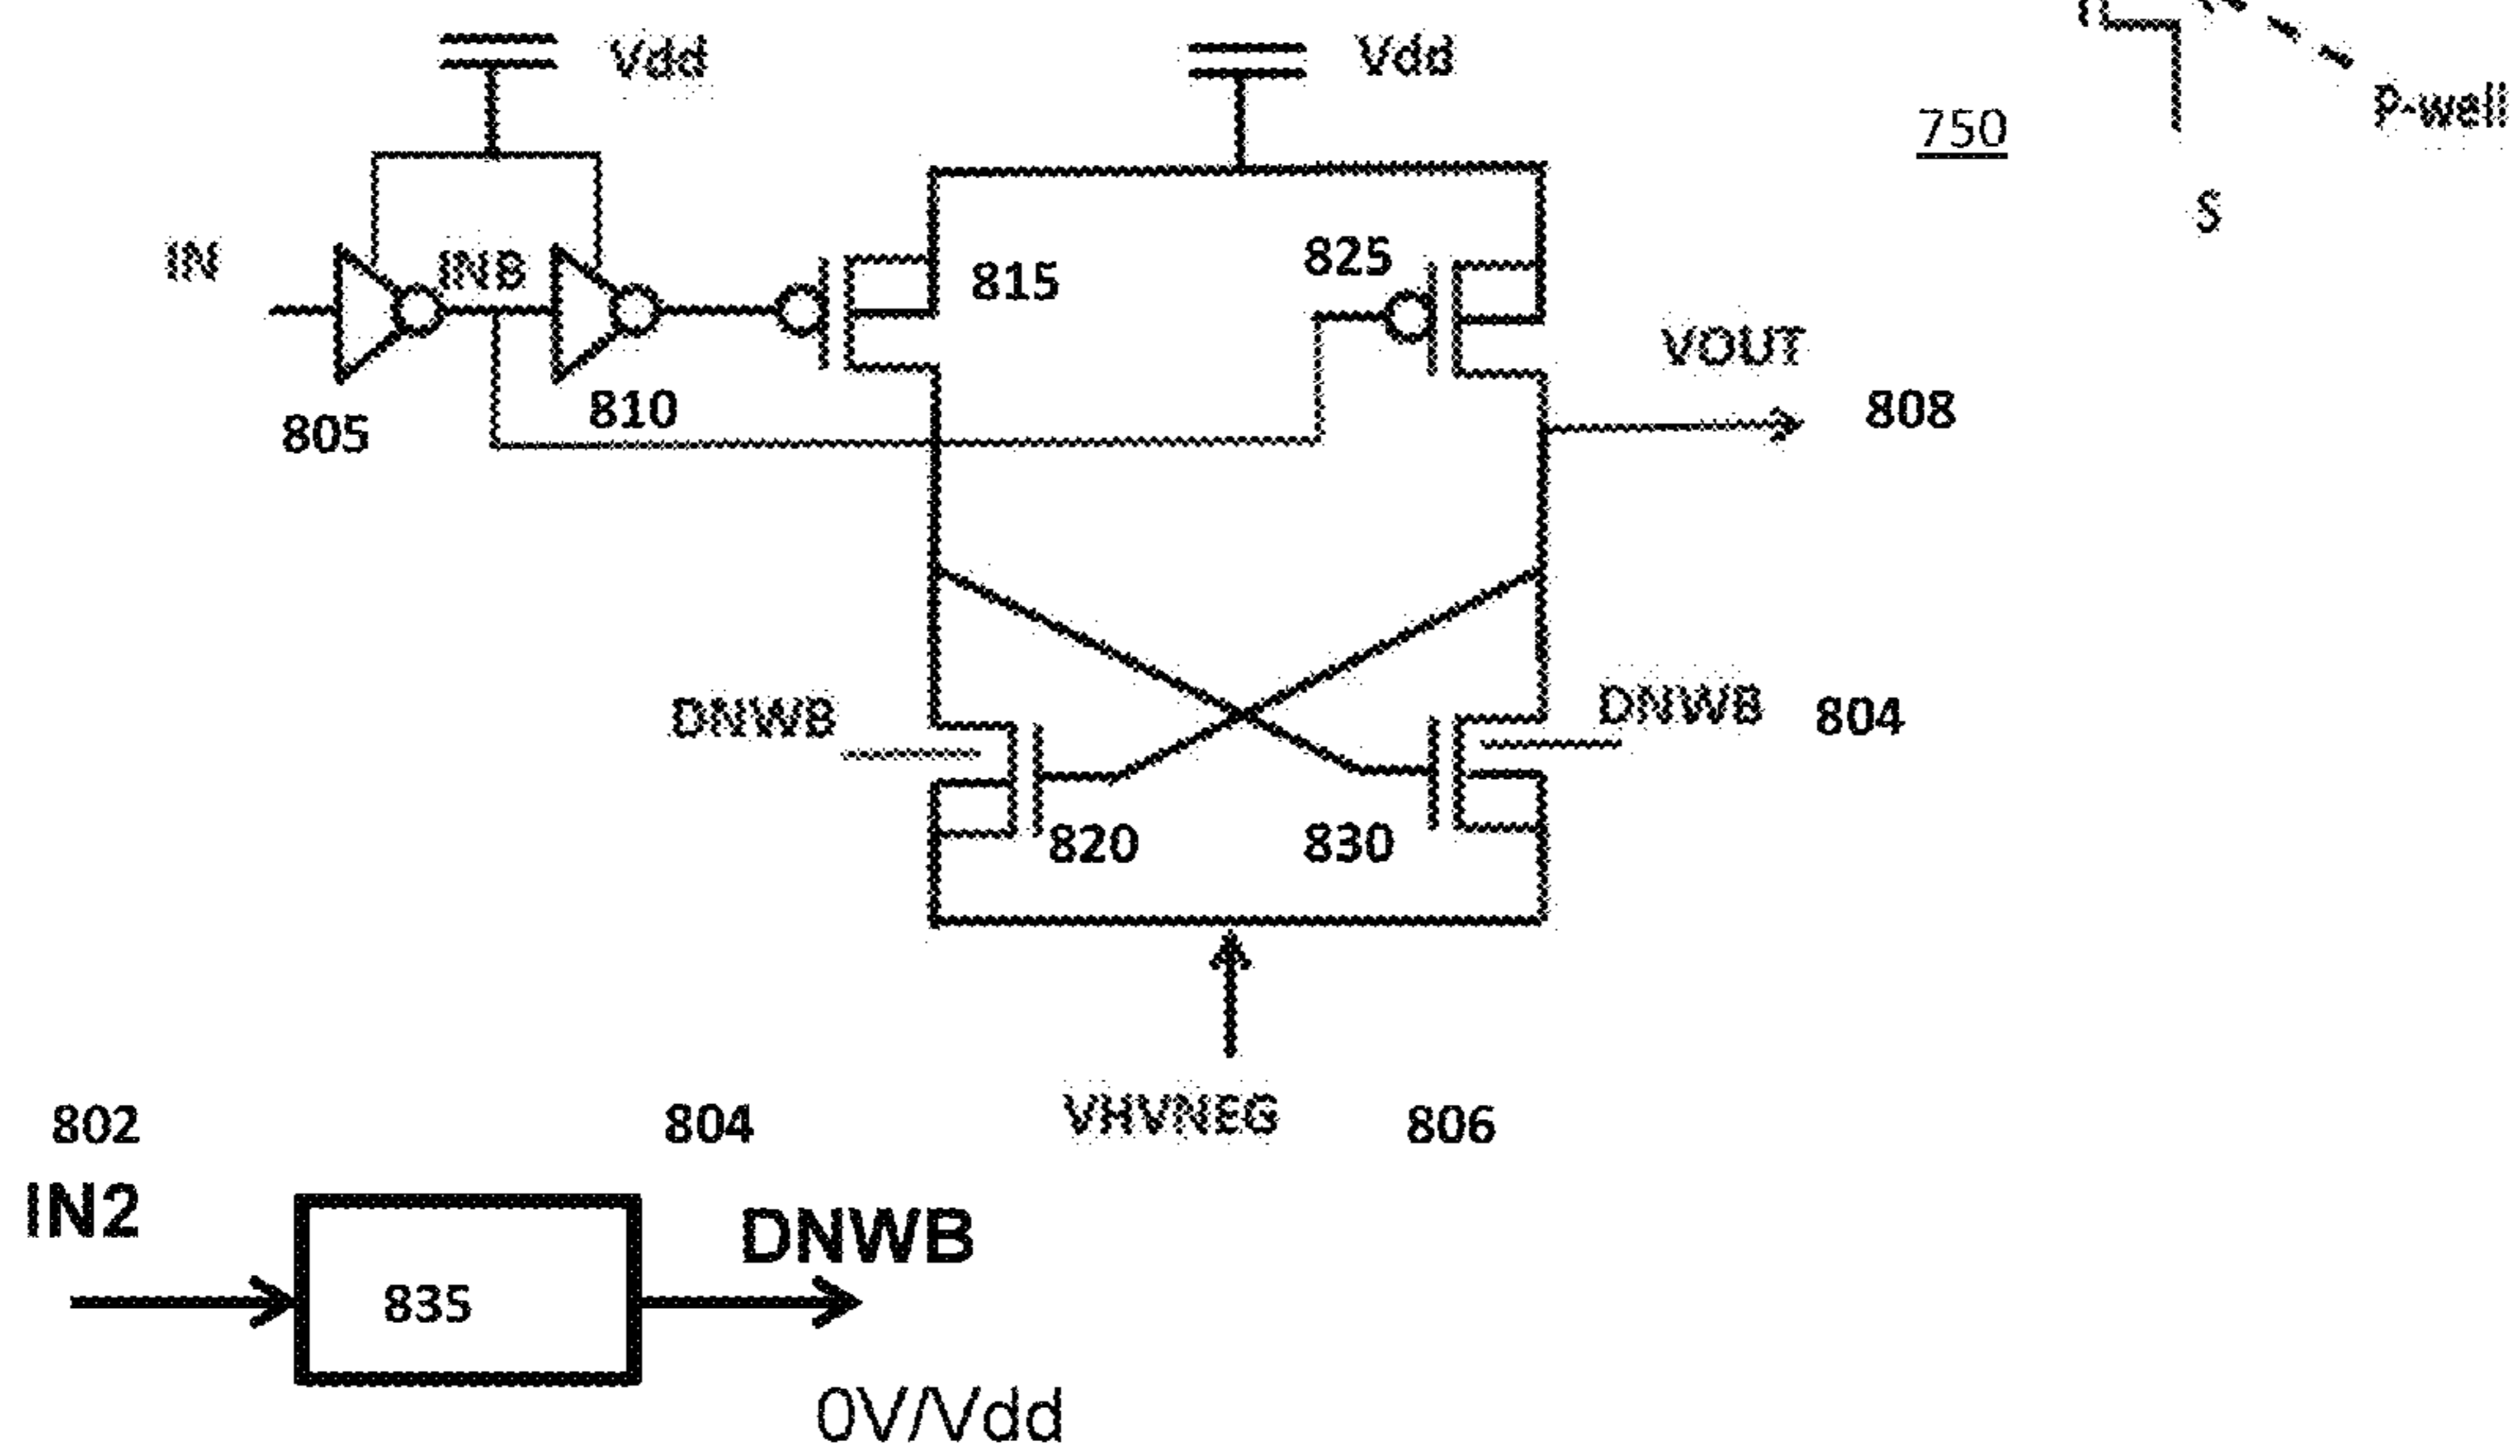 Vdd
Vdd
P-well
750
S
IN
INB
815
825
VOUT
808
805
810
DNWB
DNWB
804
820
830
VHVNEG
806
802
804
IN2
DNWB
835
0V/Vdd